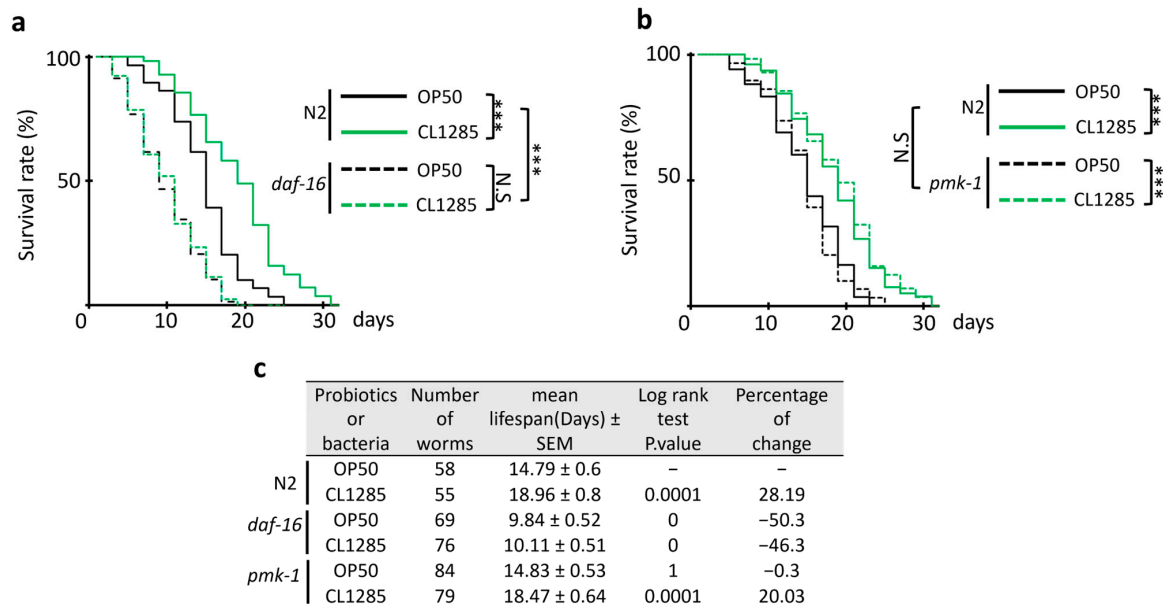 a
100
50
Survival rate (%)
0
10
20
30
days
N2
OP50
CL1285
***
daf-16
OP50
CL1285
N.S
***
b
100
50
Survival rate (%)
0
10
20
30
days
N.S
N2
OP50
CL1285
***
pmk-1
OP50
CL1285
***
c
Probiotics or bacteria Number of worms mean lifespan(Days) ± SEM Log rank test P.value Percentage of change
N2
OP50 58 14.79 ± 0.6 – –
CL1285 55 18.96 ± 0.8 0.0001 28.19
daf-16
OP50 69 9.84 ± 0.52 0 −50.3
CL1285 76 10.11 ± 0.51 0 −46.3
pmk-1
OP50 84 14.83 ± 0.53 1 −0.3
CL1285 79 18.47 ± 0.64 0.0001 20.03